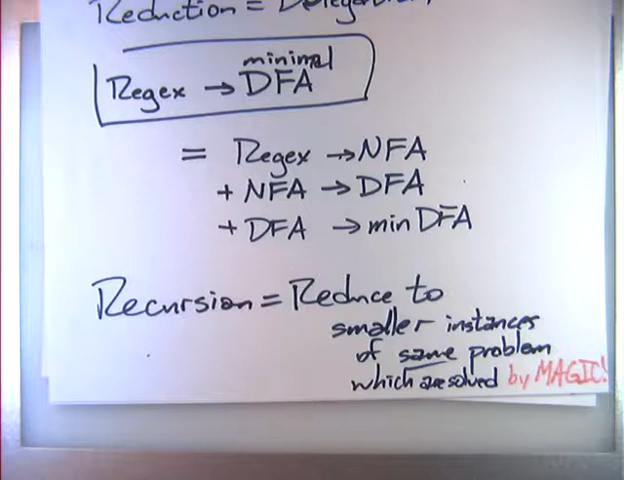 Reduction = Delegation
minimal
Regex → DFA
= Regex → NFA
+ NFA → DFA
+ DFA → min DFA
Recursion = Reduce to
smaller instances
of same problem
which are solved by MAGIC!